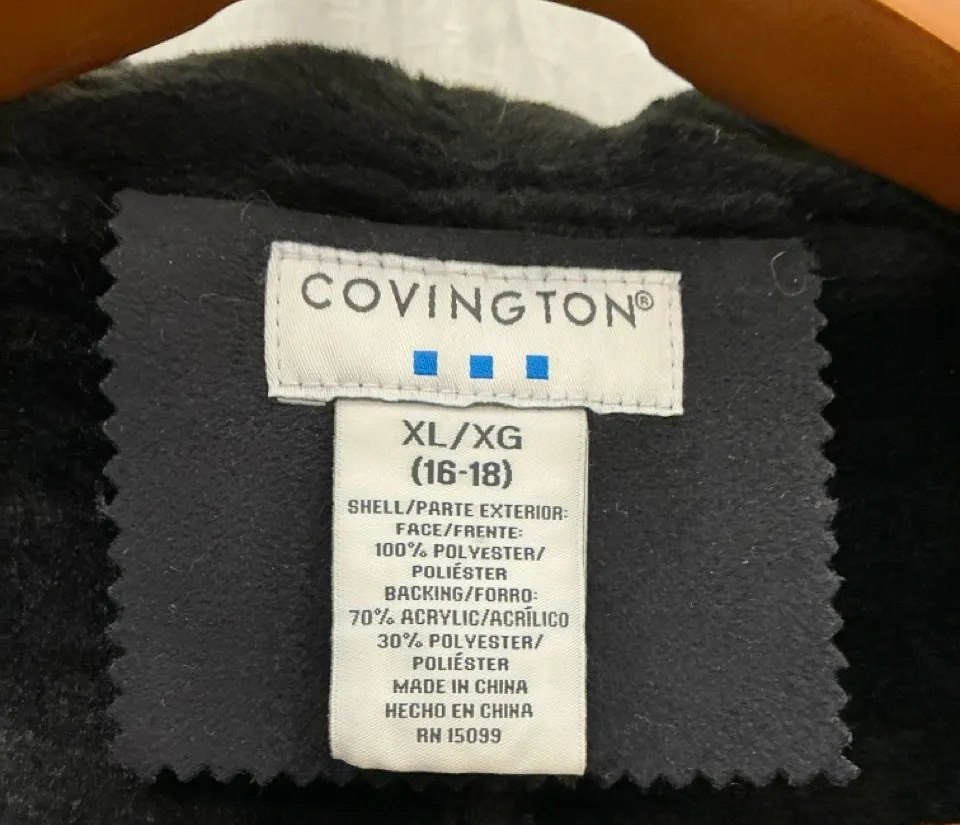 COVINGTON®
XL/XG
(16-18)
SHELL/PARTE EXTERIOR:
FACE/FRENTE:
100% POLYESTER/
POLIÉSTER
BACKING/FORRO:
70% ACRYLIC/ACRÍLICO
30% POLYESTER/
POLIÉSTER
MADE IN CHINA
HECHO EN CHINA
RN 15099